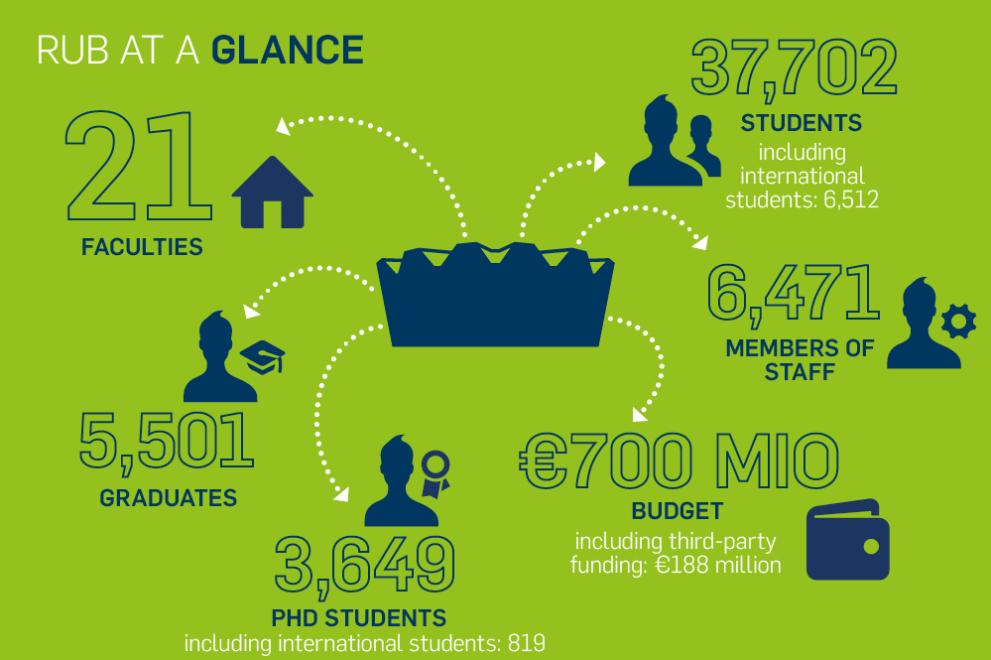 RUB AT A GLANCE
21
FACULTIES
37,702
STUDENTS
including
international
students: 6,512
6,471
MEMBERS OF
STAFF
5,501
GRADUATES
€700 MIO
BUDGET
including third-party
funding: €188 million
3,649
PHD STUDENTS
including international students: 819